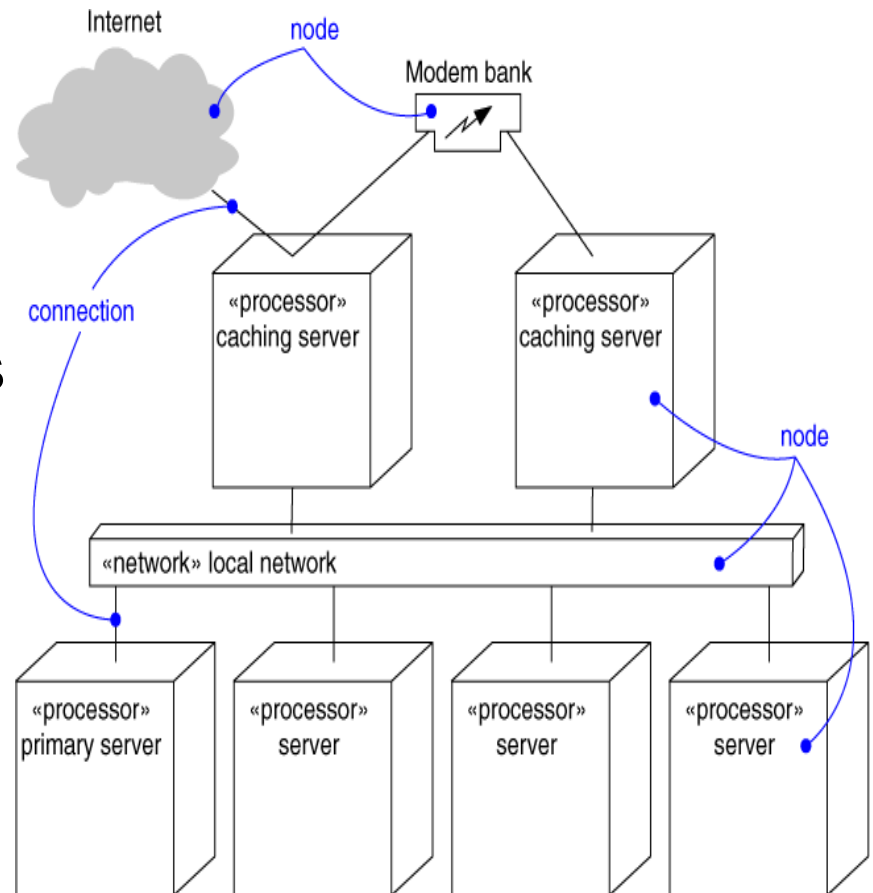 Internet
node
Modem bank
«processor»
caching server
«processor»
caching server
connection
s
node
«network» local network
«processor»
primary server
«processor»
server
«processor»
server
«processor»
server